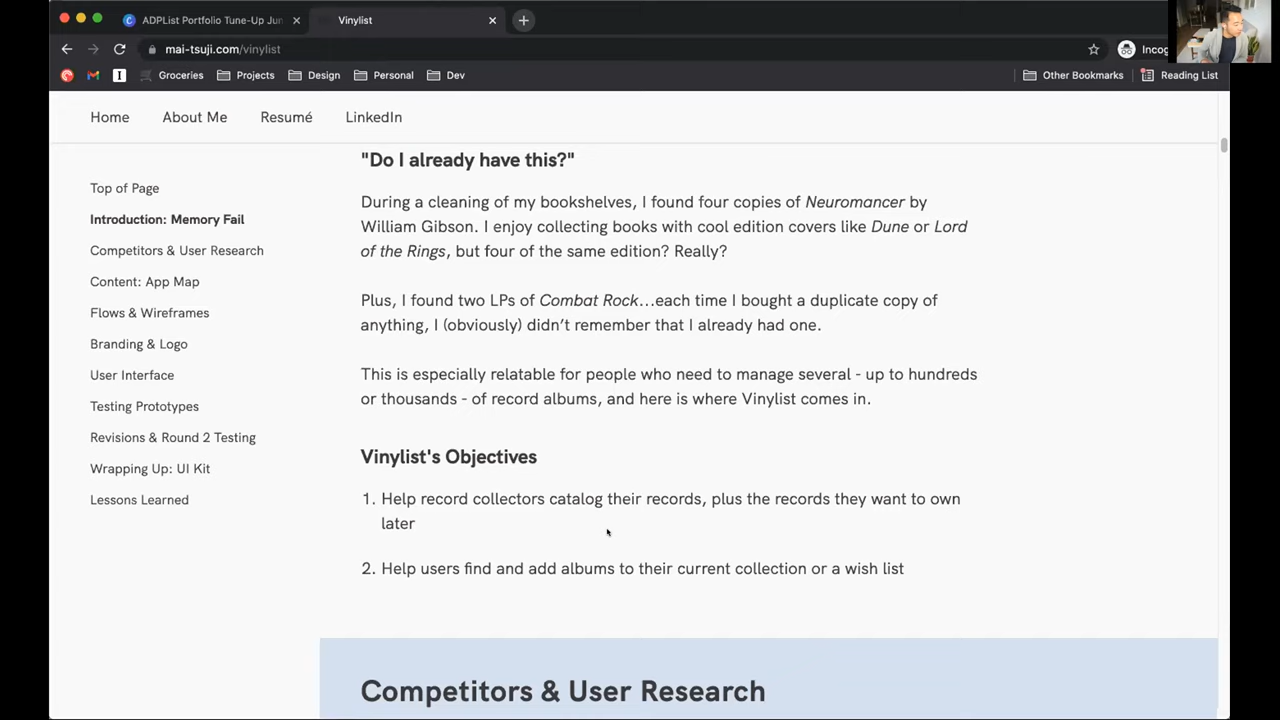 ADPList Portfolio Tune-Up Jun
Vinylist
mai-tsuji.com/vinylist
Incog
Groceries
Projects
Design
Personal
Dev
Other Bookmarks
Reading List
Home
About Me
Resumé
LinkedIn
Top of Page
Introduction: Memory Fail
Competitors & User Research
Content: App Map
Flows & Wireframes
Branding & Logo
User Interface
Testing Prototypes
Revisions & Round 2 Testing
Wrapping Up: UI Kit
Lessons Learned
"Do I already have this?"
During a cleaning of my bookshelves, I found four copies of Neuromancer by
William Gibson. I enjoy collecting books with cool edition covers like Dune or Lord
of the Rings, but four of the same edition? Really?
Plus, I found two LPs of Combat Rock...each time I bought a duplicate copy of
anything, I (obviously) didn’t remember that I already had one.
This is especially relatable for people who need to manage several - up to hundreds
or thousands - of record albums, and here is where Vinylist comes in.
Vinylist's Objectives
1. Help record collectors catalog their records, plus the records they want to own
later
2. Help users find and add albums to their current collection or a wish list
Competitors & User Research